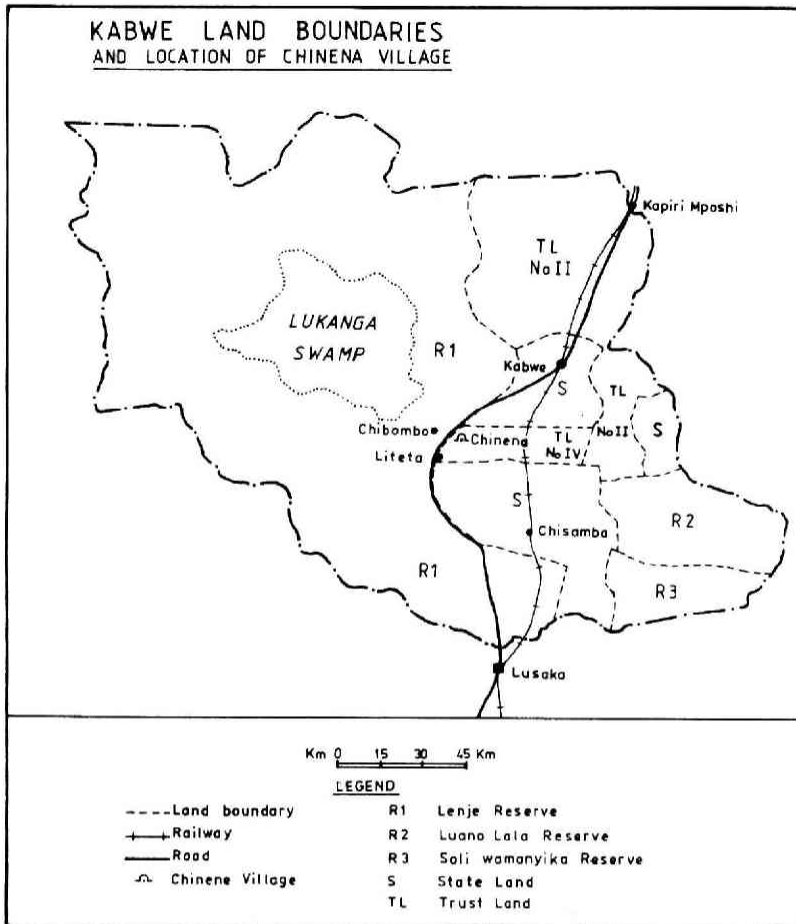 KABWE LAND BOUNDARIES
AND LOCATION OF CHINENA VILLAGE
Kapiri Mposhi
TL
No II
LUKANGA
SWAMP
R1
Kabwe
S
TL
No II
S
Chibombo
Chinena
TL
No IV
Liteta
S
Chisamba
R2
R1
R3
Lusaka
Km 0 15 30 45 Km
LEGEND
Land boundary
Railway
Road
Chinene Village
R1 Lenje Reserve
R2 Luano Lala Reserve
R3 Soli wamanyika Reserve
S State Land
TL Trust Land